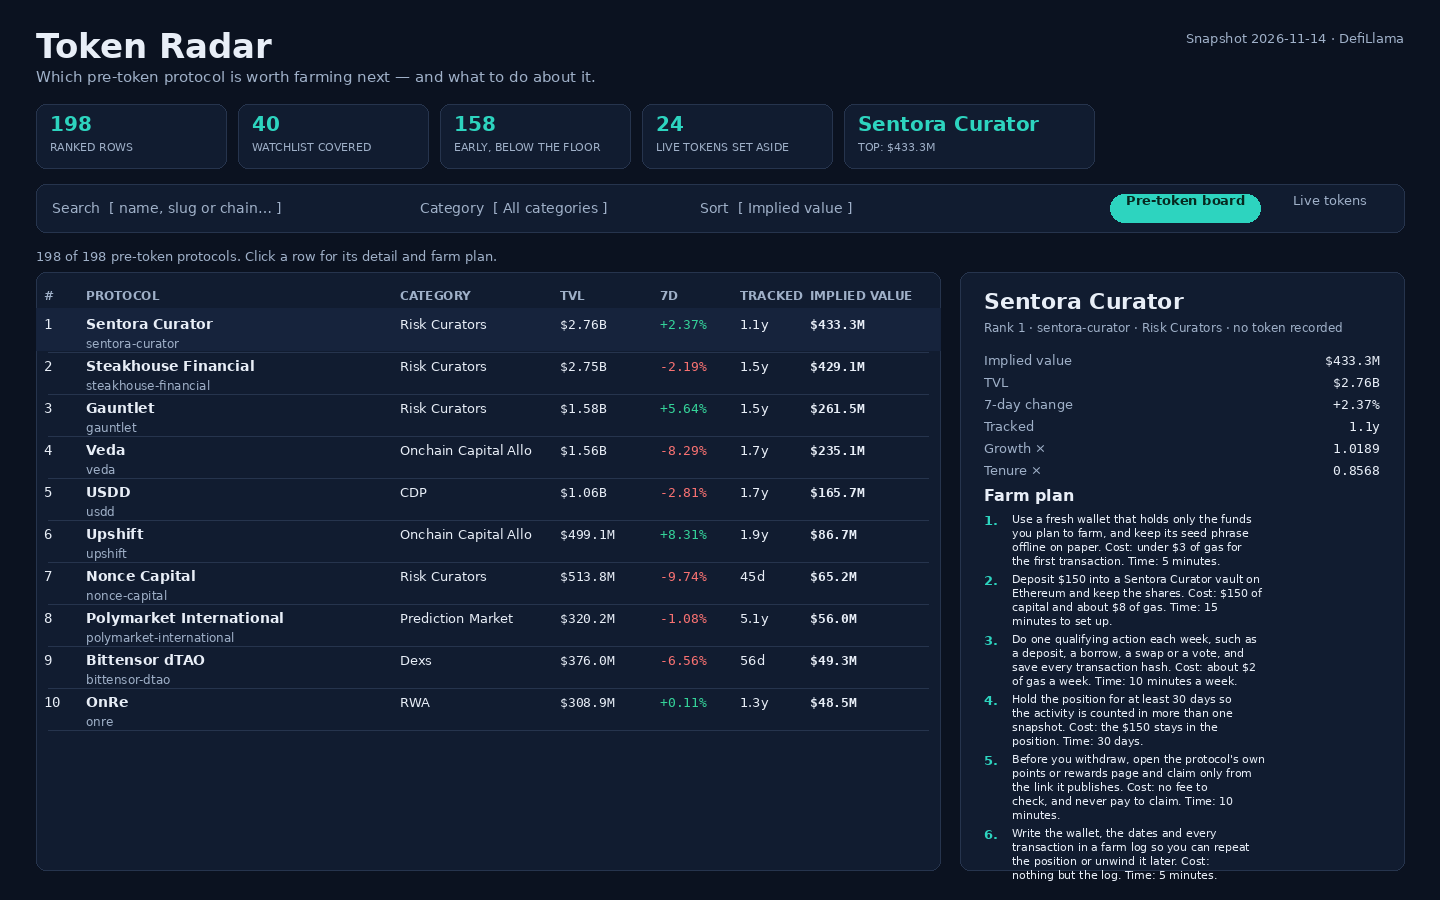 Token Radar
Snapshot 2026-11-14 · DefiLlama
Which pre-token protocol is worth farming next — and what to do about it.
198
RANKED ROWS
40
WATCHLIST COVERED
158
EARLY, BELOW THE FLOOR
24
LIVE TOKENS SET ASIDE
Sentora Curator
TOP: $433.3M
Search [ name, slug or chain... ]
Category [ All categories ]
Sort [ Implied value ]
Pre-token board
Live tokens
198 of 198 pre-token protocols. Click a row for its detail and farm plan.
# PROTOCOL CATEGORY TVL 7D TRACKED IMPLIED VALUE
1 Sentora Curator Risk Curators $2.76B +2.37% 1.1y $433.3M
sentora-curator
2 Steakhouse Financial Risk Curators $2.75B -2.19% 1.5y $429.1M
steakhouse-financial
3 Gauntlet Risk Curators $1.58B +5.64% 1.5y $261.5M
gauntlet
4 Veda Onchain Capital Allo $1.56B -8.29% 1.7y $235.1M
veda
5 USDD CDP $1.06B -2.81% 1.7y $165.7M
usdd
6 Upshift Onchain Capital Allo $499.1M +8.31% 1.9y $86.7M
upshift
7 Nonce Capital Risk Curators $513.8M -9.74% 45d $65.2M
nonce-capital
8 Polymarket International Prediction Market $320.2M -1.08% 5.1y $56.0M
polymarket-international
9 Bittensor dTAO Dexs $376.0M -6.56% 56d $49.3M
bittensor-dtao
10 OnRe RWA $308.9M +0.11% 1.3y $48.5M
onre
Sentora Curator
Rank 1 · sentora-curator · Risk Curators · no token recorded
Implied value $433.3M
TVL $2.76B
7-day change +2.37%
Tracked 1.1y
Growth × 1.0189
Tenure × 0.8568
Farm plan
1. Use a fresh wallet that holds only the funds
you plan to farm, and keep its seed phrase
offline on paper. Cost: under $3 of gas for
the first transaction. Time: 5 minutes.
2. Deposit $150 into a Sentora Curator vault on
Ethereum and keep the shares. Cost: $150 of
capital and about $8 of gas. Time: 15
minutes to set up.
3. Do one qualifying action each week, such as
a deposit, a borrow, a swap or a vote, and
save every transaction hash. Cost: about $2
of gas a week. Time: 10 minutes a week.
4. Hold the position for at least 30 days so
the activity is counted in more than one
snapshot. Cost: the $150 stays in the
position. Time: 30 days.
5. Before you withdraw, open the protocol's own
points or rewards page and claim only from
the link it publishes. Cost: no fee to
check, and never pay to claim. Time: 10
minutes.
6. Write the wallet, the dates and every
transaction in a farm log so you can repeat
the position or unwind it later. Cost:
nothing but the log. Time: 5 minutes.